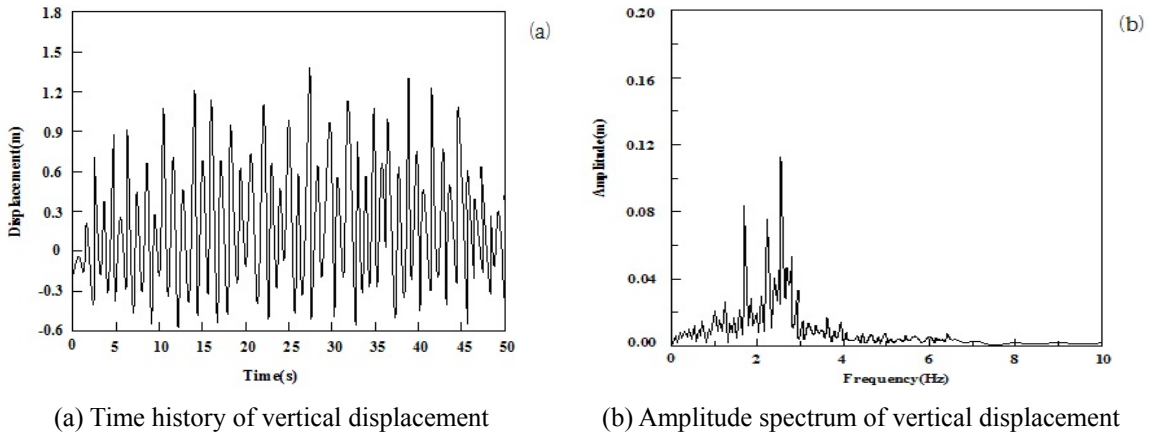 1.8
1.5
1.2
0.9
0.6
0.3
0
-0.3
-0.6
Displacement(m)
0 5 10 15 20 25 30 35 40 45 50
Time(s)
(a)
0.20
0.16
0.12
0.08
0.04
0.00
Amplitude(m)
0 2 4 6 8 10
Frequency(Hz)
(b)
(a) Time history of vertical displacement
(b) Amplitude spectrum of vertical displacement